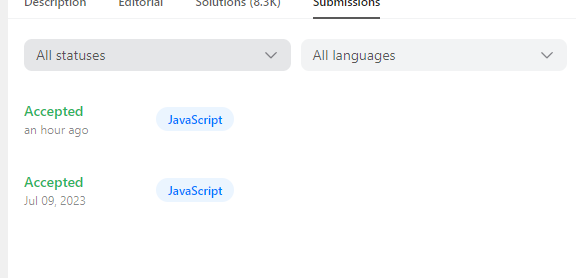 Description Editorial Solutions (8.3K) Submissions
All statuses All languages
Accepted
an hour ago
JavaScript
Accepted
Jul 09, 2023
JavaScript